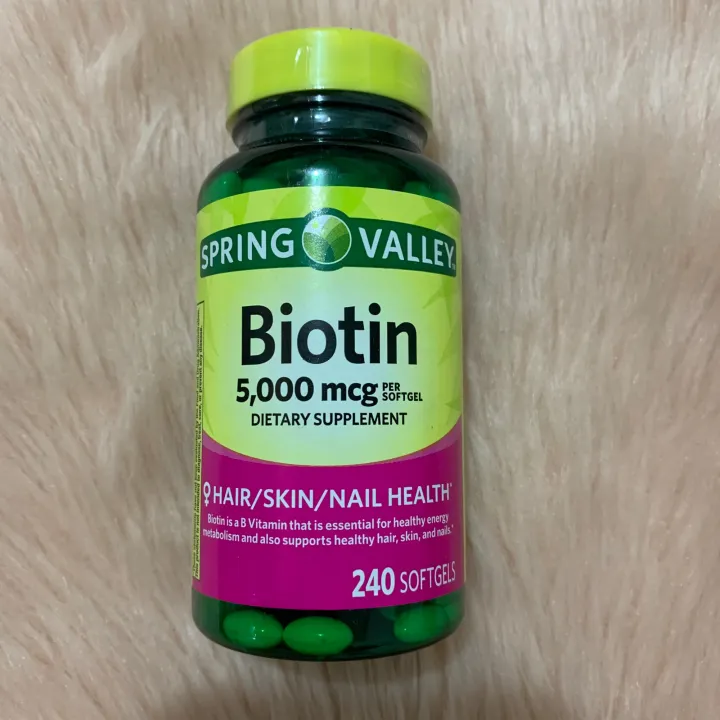 SPRING VALLEY™
Biotin
5,000 mcg PER SOFTGEL
DIETARY SUPPLEMENT
HAIR/SKIN/NAIL HEALTH*
Biotin is a B Vitamin that is essential for healthy energy
metabolism and also supports healthy hair, skin, and nails.*
240 SOFTGELS